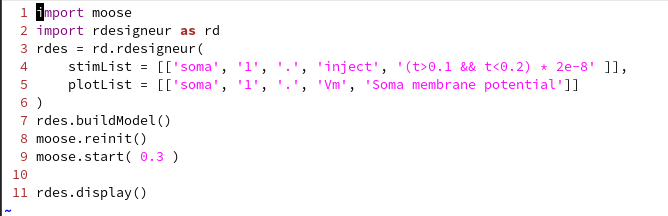 1 import moose
2 import rdesigneur as rd
3 rdes = rd.rdesigneur(
4     stimList = [['soma', '1', '.', 'inject', '(t>0.1 && t<0.2) * 2e-8' ]],
5     plotList = [['soma', '1', '.', 'Vm', 'Soma membrane potential']]
6 )
7 rdes.buildModel()
8 moose.reinit()
9 moose.start( 0.3 )
10
11 rdes.display()
~